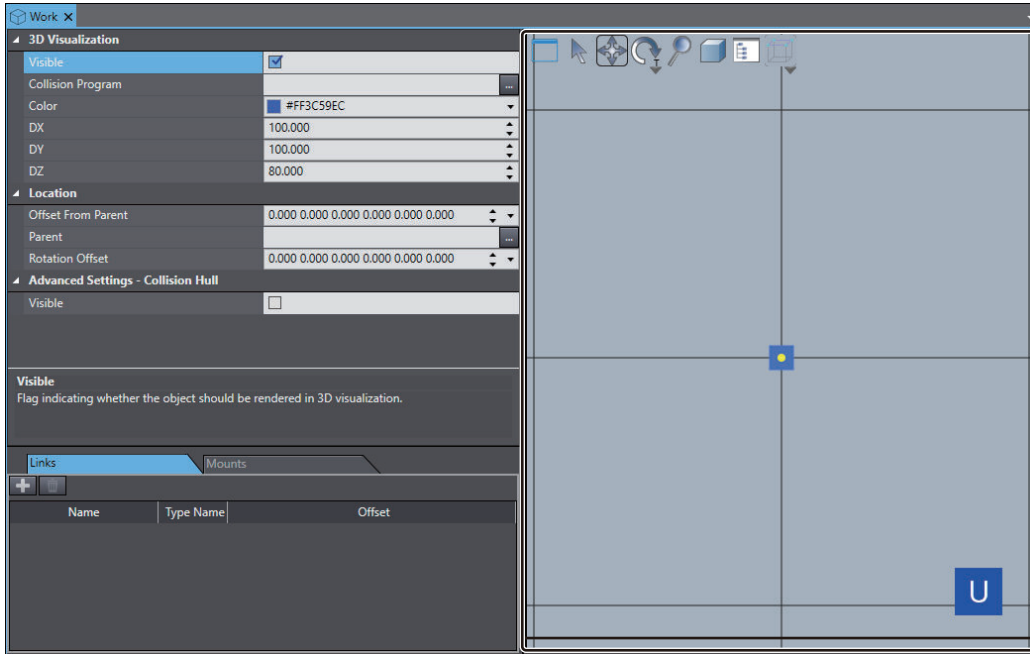 Work
3D Visualization
Visible
Collision Program
...
Color #FF3C59EC
DX 100.000
DY 100.000
DZ 80.000
Location
Offset From Parent 0.000 0.000 0.000 0.000 0.000 0.000
Parent
...
Rotation Offset 0.000 0.000 0.000 0.000 0.000 0.000
Advanced Settings - Collision Hull
Visible
Visible
Flag indicating whether the object should be rendered in 3D visualization.
Links Mounts
Name Type Name Offset
T
U